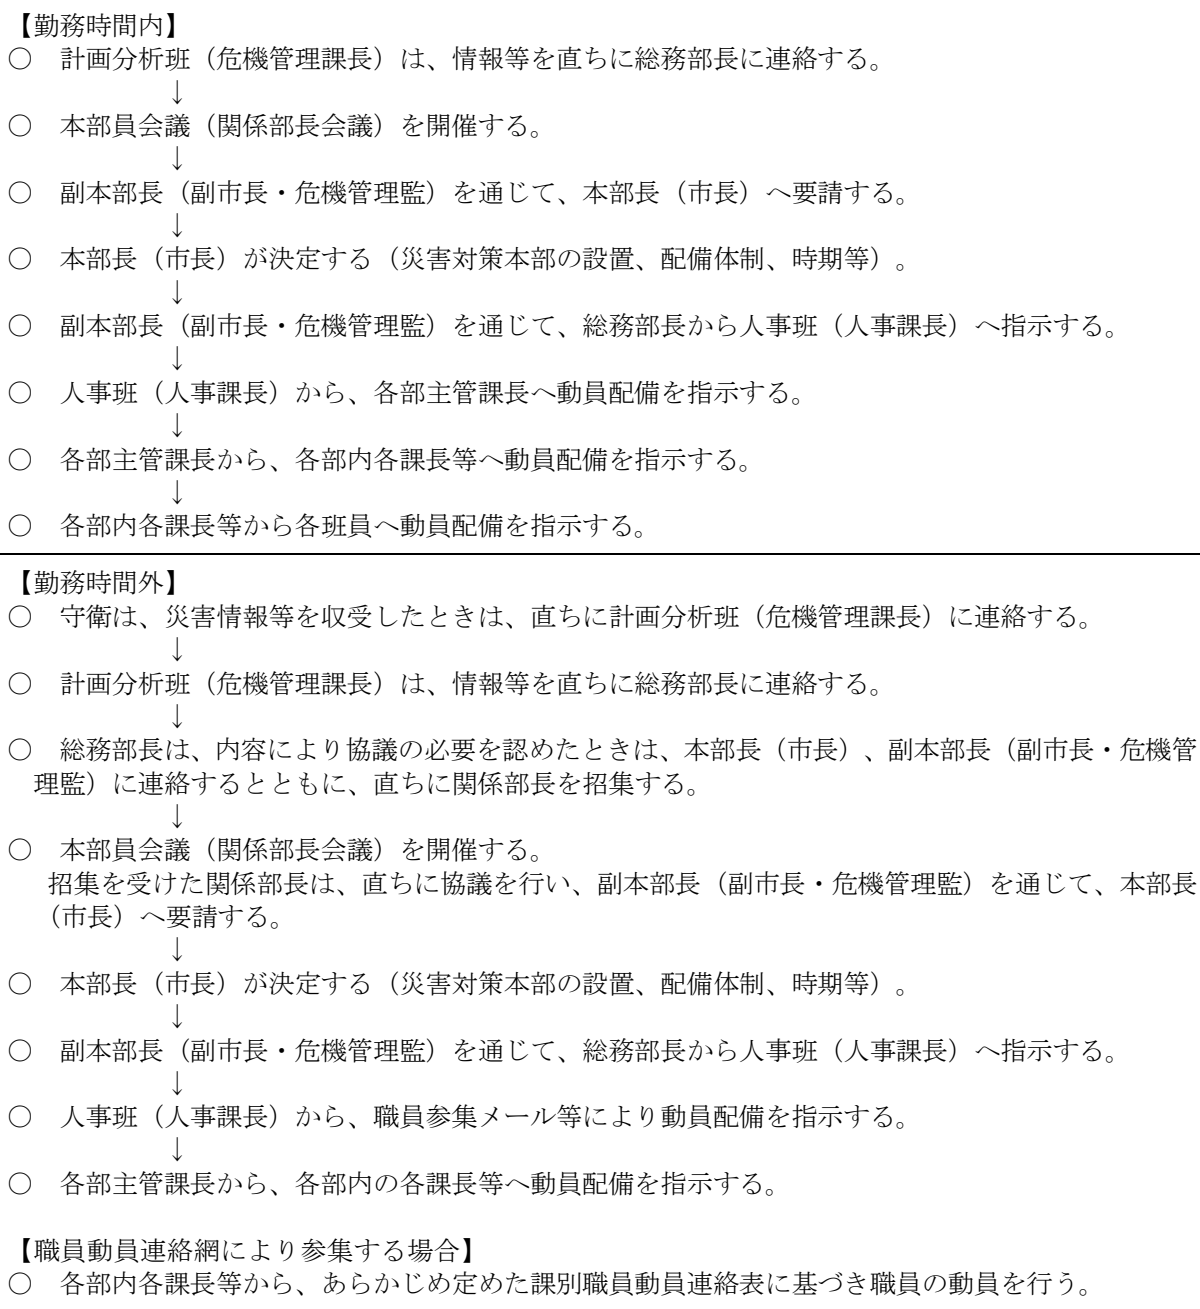 【勤務時間内】
○　計画分析班（危機管理課長）は、情報等を直ちに総務部長に連絡する。
↓
○　本部員会議（関係部長会議）を開催する。
↓
○　副本部長（副市長・危機管理監）を通じて、本部長（市長）へ要請する。
↓
○　本部長（市長）が決定する（災害対策本部の設置、配備体制、時期等）。
↓
○　副本部長（副市長・危機管理監）を通じて、総務部長から人事班（人事課長）へ指示する。
↓
○　人事班（人事課長）から、各部主管課長へ動員配備を指示する。
↓
○　各部主管課長から、各部内各課長等へ動員配備を指示する。
↓
○　各部内各課長等から各班員へ動員配備を指示する。
【勤務時間外】
○　守衛は、災害情報等を収受したときは、直ちに計画分析班（危機管理課長）に連絡する。
↓
○　計画分析班（危機管理課長）は、情報等を直ちに総務部長に連絡する。
↓
○　総務部長は、内容により協議の必要を認めたときは、本部長（市長）、副本部長（副市長・危機管
理監）に連絡するとともに、直ちに関係部長を招集する。
↓
○　本部員会議（関係部長会議）を開催する。
招集を受けた関係部長は、直ちに協議を行い、副本部長（副市長・危機管理監）を通じて、本部長
（市長）へ要請する。
↓
○　本部長（市長）が決定する（災害対策本部の設置、配備体制、時期等）。
↓
○　副本部長（副市長・危機管理監）を通じて、総務部長から人事班（人事課長）へ指示する。
↓
○　人事班（人事課長）から、職員参集メール等により動員配備を指示する。
↓
○　各部主管課長から、各部内の各課長等へ動員配備を指示する。
【職員動員連絡網により参集する場合】
○　各部内各課長等から、あらかじめ定めた課別職員動員連絡表に基づき職員の動員を行う。